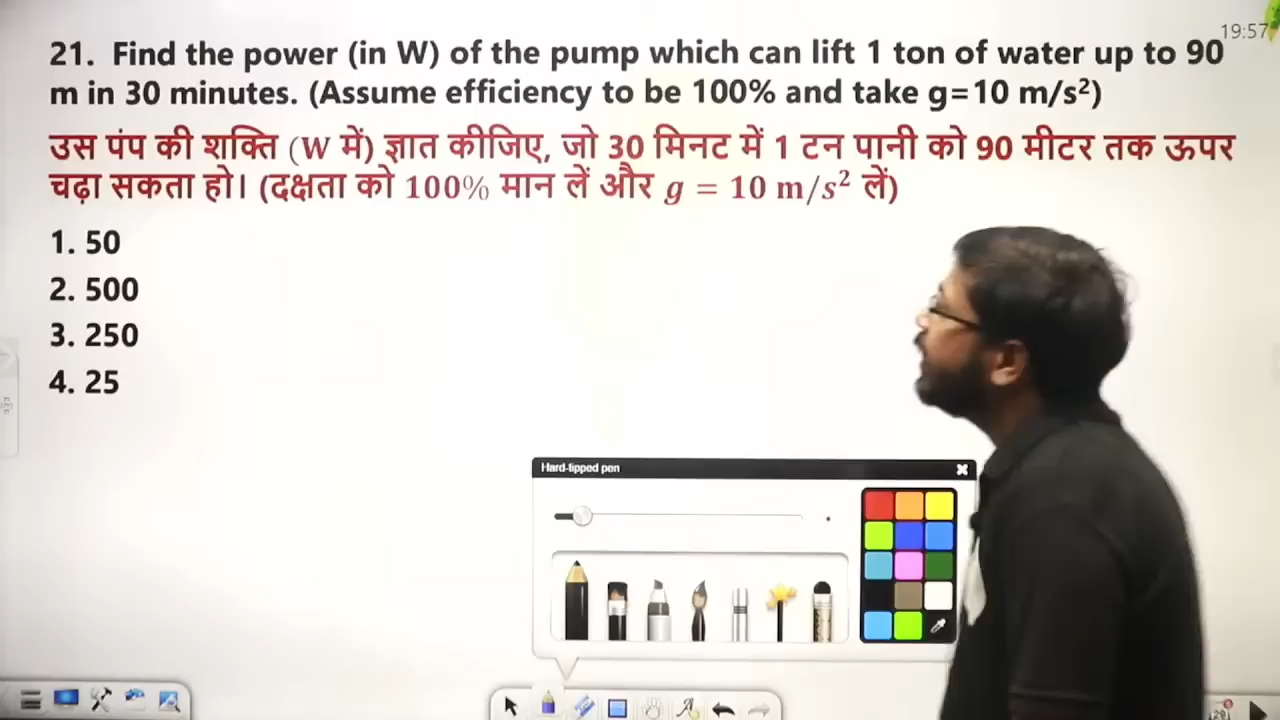 19:57
21. Find the power (in W) of the pump which can lift 1 ton of water up to 90
m in 30 minutes. (Assume efficiency to be 100% and take g=10 m/s²)
उस पंप की शक्ति (W में) ज्ञात कीजिए, जो 30 मिनट में 1 टन पानी को 90 मीटर तक ऊपर
चढ़ा सकता हो। (दक्षता को 100% मान लें और g = 10 m/s² लें)
1. 50
2. 500
3. 250
4. 25
Hard-tipped pen